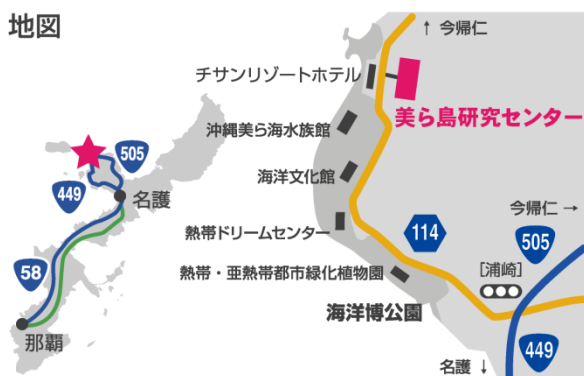 地図
505
449
名護
58
那覇
↑ 今帰仁
チサンリゾートホテル
美ら島研究センター
沖縄美ら海水族館
海洋文化館
熱帯ドリームセンター
114
今帰仁 →
505
[浦崎]
熱帯・亜熱帯都市緑化植物園
海洋博公園
449
名護 ↓